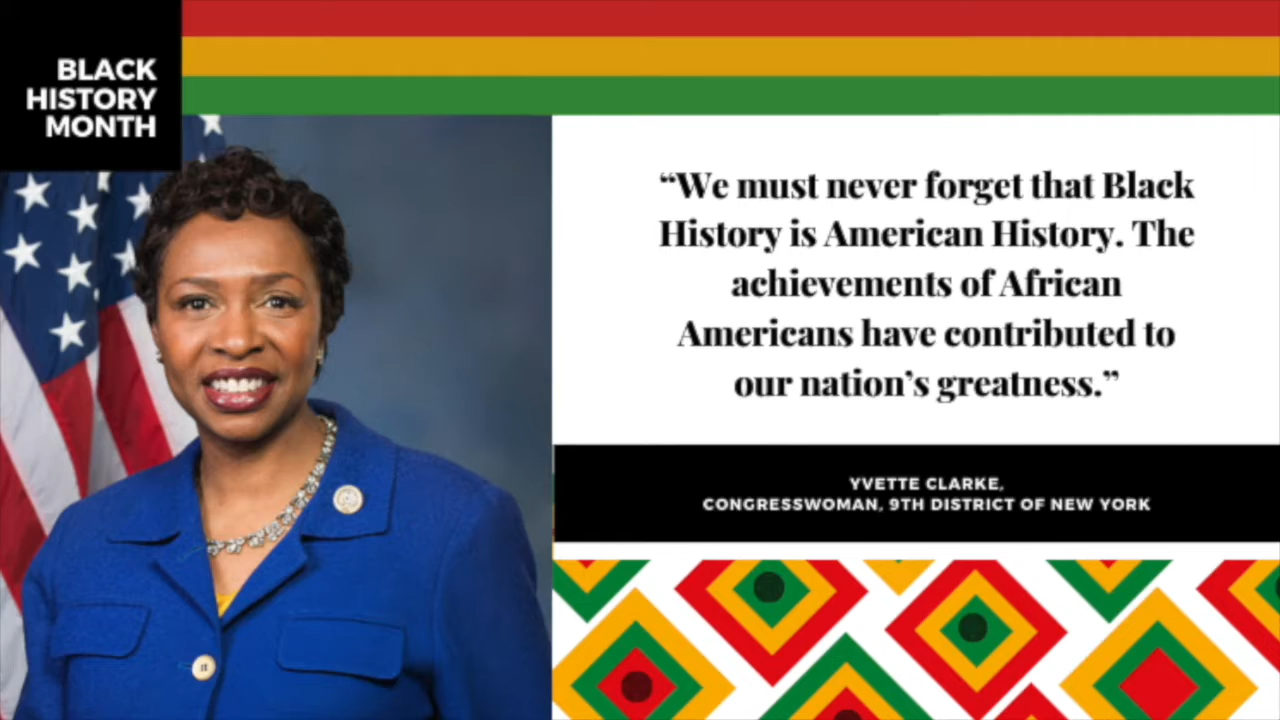 BLACK
HISTORY
MONTH
“We must never forget that Black
History is American History. The
achievements of African
Americans have contributed to
our nation’s greatness.”
YVETTE CLARKE,
CONGRESSWOMAN, 9TH DISTRICT OF NEW YORK